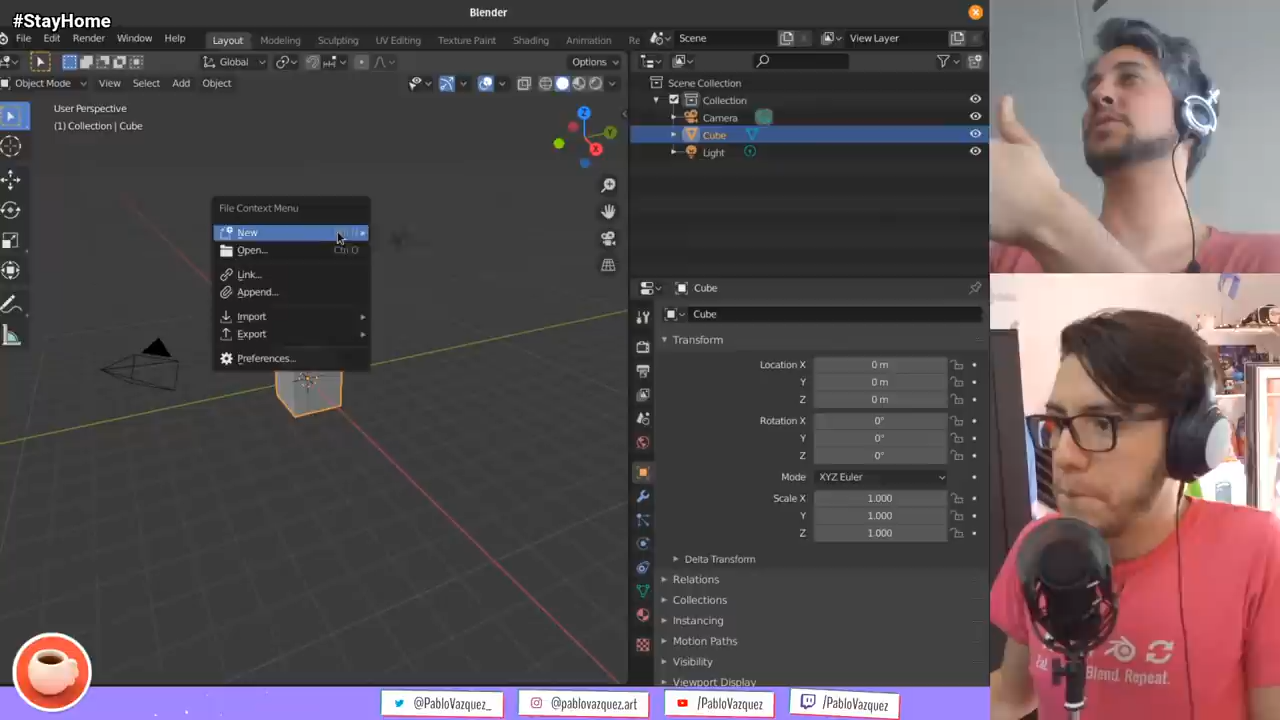 #StayHome
Blender
File Edit Render Window Help
Layout Modeling Sculpting UV Editing Texture Paint Shading Animation Re
Scene
View Layer
Global
Options
Object Mode View Select Add Object
User Perspective
(1) Collection | Cube
Z
Y
X
File Context Menu
New
Open... Ctrl O
Link...
Append...
Import
Export
Preferences...
Scene Collection
Collection
Camera
Cube
Light
Cube
Cube
Transform
Location X 0 m
Y 0 m
Z 0 m
Rotation X 0°
Y 0°
Z 0°
Mode XYZ Euler
Scale X 1.000
Y 1.000
Z 1.000
Delta Transform
Relations
Collections
Instancing
Motion Paths
Visibility
Viewport Display
Blend. Repeat.
@PabloVazquez_
@pablovazquez.art
/PabloVazquez
/PabloVazquez